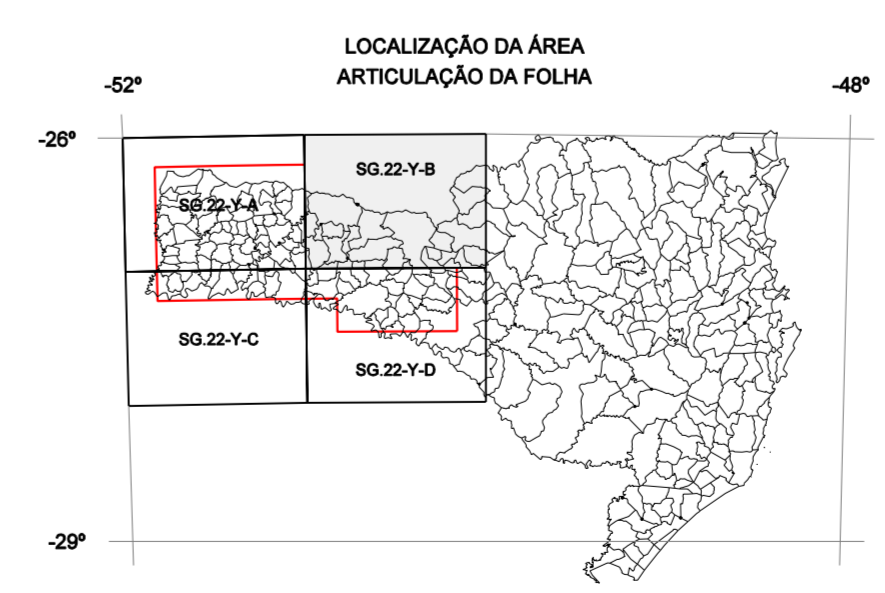 LOCALIZAÇÃO DA ÁREA
ARTICULAÇÃO DA FOLHA
-52º
-48º
-26º
SG.22-Y-B
SG.22-Y-A
SG.22-Y-C
SG.22-Y-D
-29º